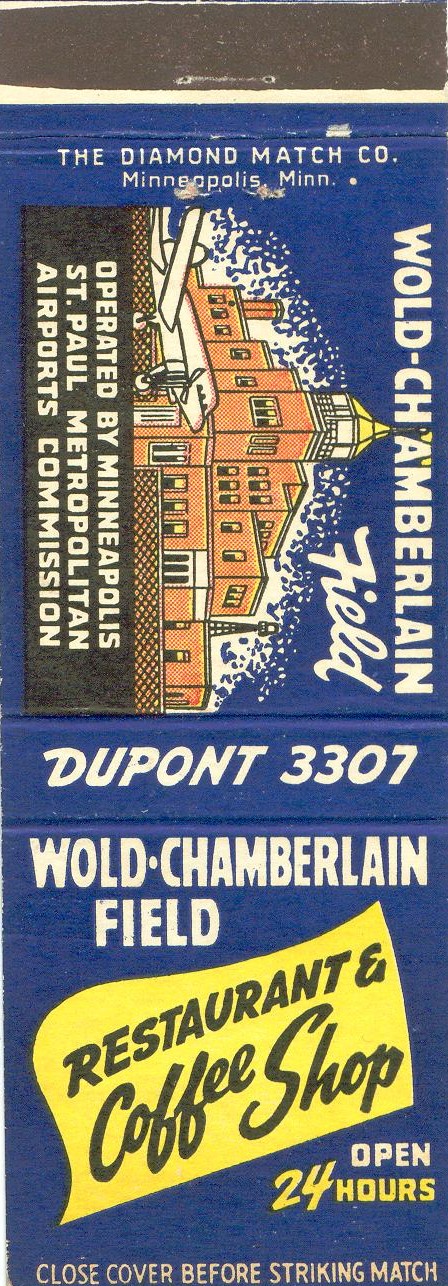 THE DIAMOND MATCH CO.
Minneapolis, Minn.
WOLD-CHAMBERLAIN
Field
OPERATED BY MINNEAPOLIS
ST. PAUL METROPOLITAN
AIRPORTS COMMISSION
DUPONT 3307
WOLD-CHAMBERLAIN
FIELD
RESTAURANT &
Coffee Shop
OPEN
24 HOURS
CLOSE COVER BEFORE STRIKING MATCH